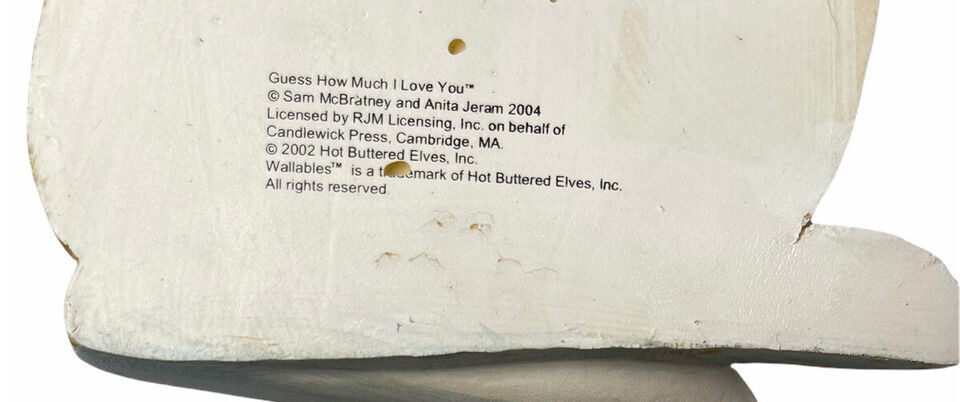 Guess How Much I Love You™
© Sam McBratney and Anita Jeram 2004
Licensed by RJM Licensing, Inc. on behalf of
Candlewick Press, Cambridge, MA.
© 2002 Hot Buttered Elves, Inc.
Wallables™ is a trademark of Hot Buttered Elves, Inc.
All rights reserved.